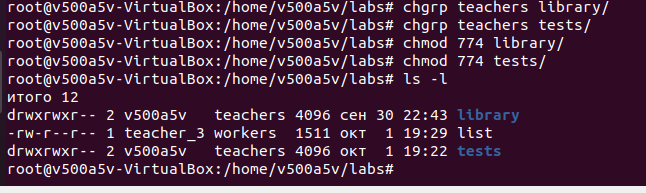 root@v500a5v-VirtualBox:/home/v500a5v/labs# chgrp teachers library/
root@v500a5v-VirtualBox:/home/v500a5v/labs# chgrp teachers tests/
root@v500a5v-VirtualBox:/home/v500a5v/labs# chmod 774 library/
root@v500a5v-VirtualBox:/home/v500a5v/labs# chmod 774 tests/
root@v500a5v-VirtualBox:/home/v500a5v/labs# ls -l
итого 12
drwxrwxr-- 2 v500a5v   teachers 4096 сен 30 22:43 library
-rw-r--r-- 1 teacher_3 workers  1511 окт  1 19:29 list
drwxrwxr-- 2 v500a5v   teachers 4096 окт  1 19:22 tests
root@v500a5v-VirtualBox:/home/v500a5v/labs#